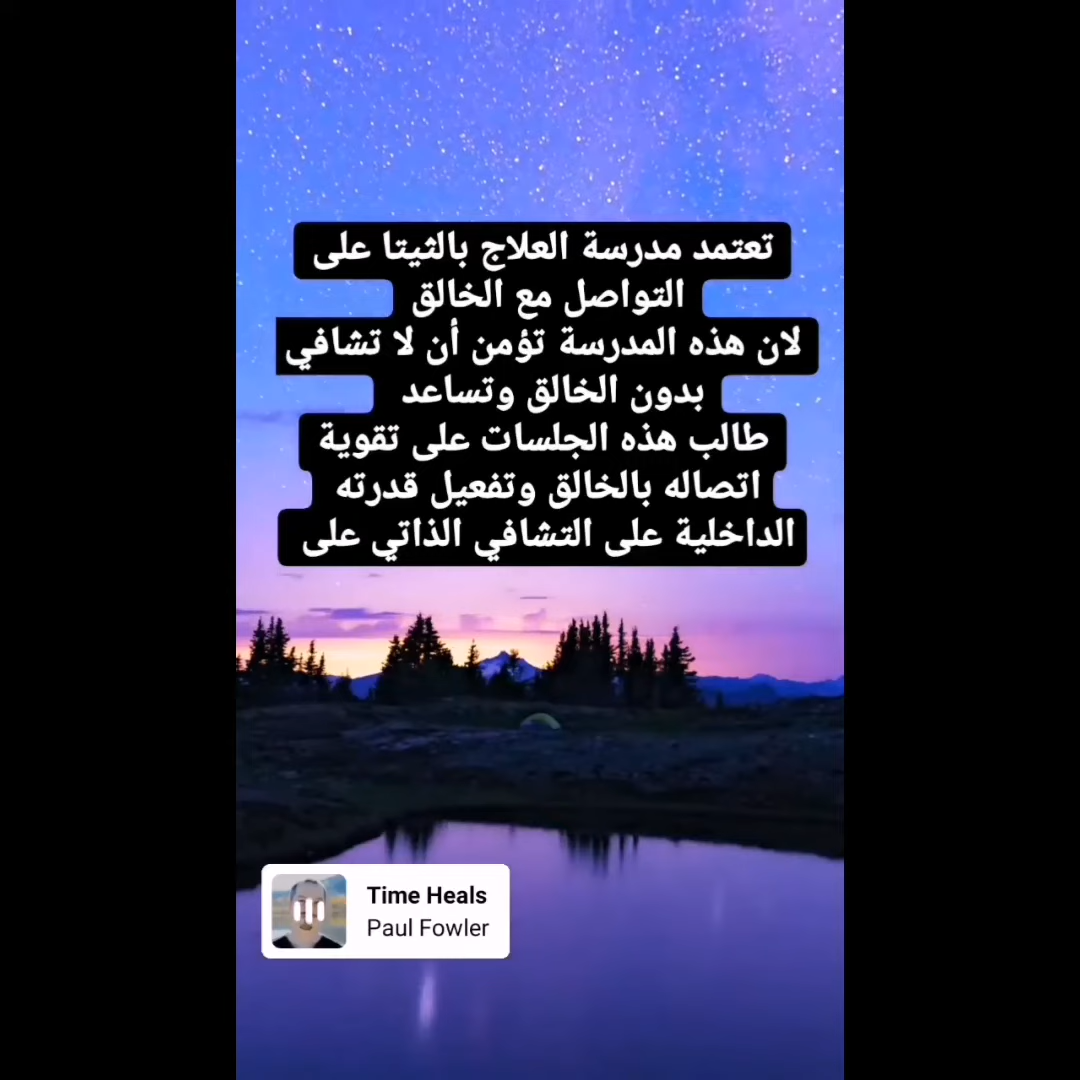 تعتمد مدرسة العلاج بالثيتا على
التواصل مع الخالق
لان هذه المدرسة تؤمن أن لا تشافي
بدون الخالق وتساعد
طالب هذه الجلسات على تقوية
اتصاله بالخالق وتفعيل قدرته
الداخلية على التشافي الذاتي على
Time Heals
Paul Fowler